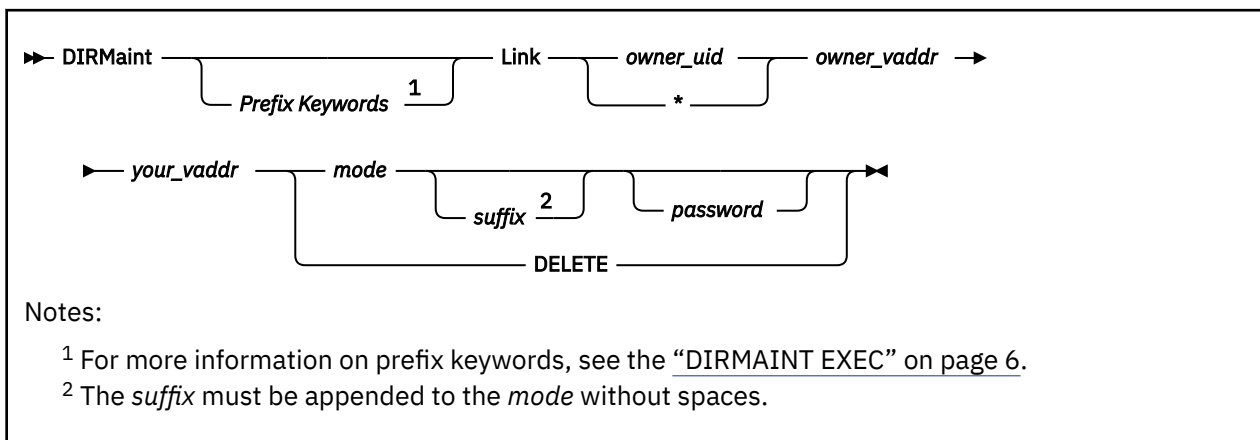 DIRMaint Link owner_uid owner_vaddr
Prefix Keywords 1 *
your_vaddr mode
suffix 2 password
DELETE
Notes:
1 For more information on prefix keywords, see the “DIRMAINT EXEC” on page 6.
2 The suffix must be appended to the mode without spaces.